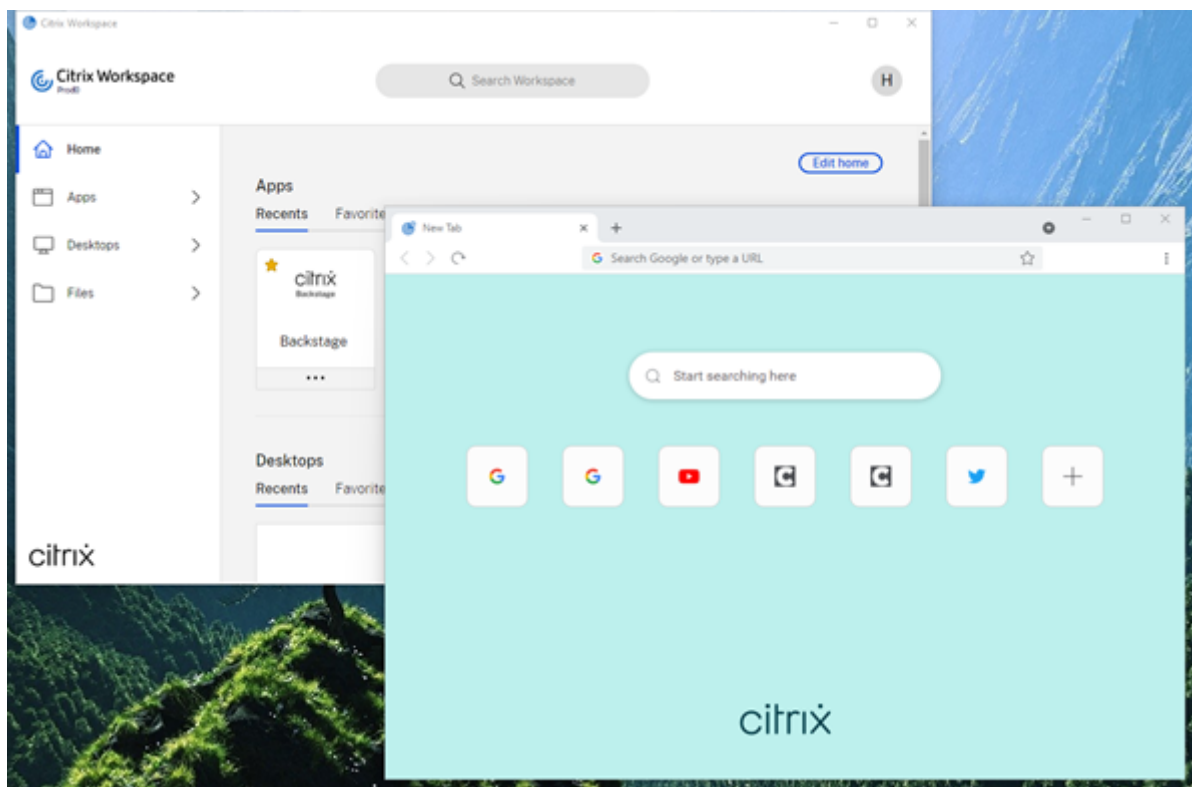 Citrix Workspace
Citrix Workspace
Search Workspace
H
Home
Apps
Desktops
Files
citrix
Edit home
Apps
Recents Favorite
citrix
Backstage
Backstage
•••
Desktops
Recents Favorite
New Tab
Search Google or type a URL
Start searching here
citrix